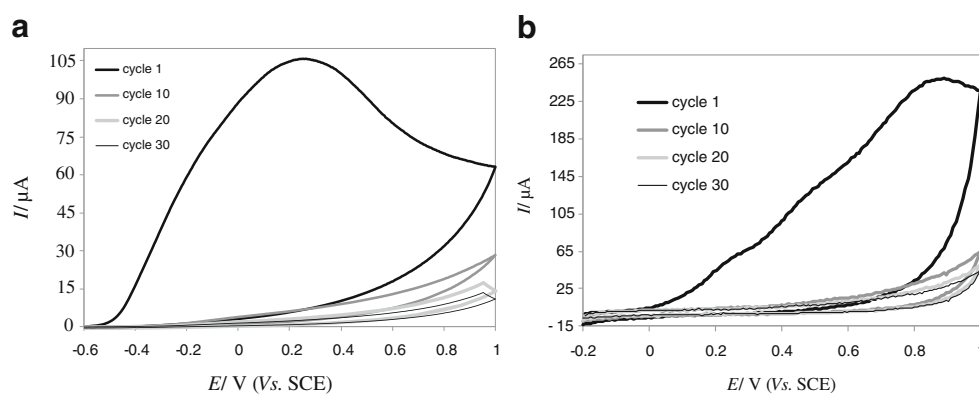 a
I/ µA
105
90
75
60
45
30
15
0
cycle 1
cycle 10
cycle 20
cycle 30
-0.6 -0.4 -0.2 0 0.2 0.4 0.6 0.8 1
E/ V (Vs. SCE)
b
I/ µA
265
225
185
145
105
65
25
-15
cycle 1
cycle 10
cycle 20
cycle 30
-0.2 0 0.2 0.4 0.6 0.8
E/ V (Vs. SCE)